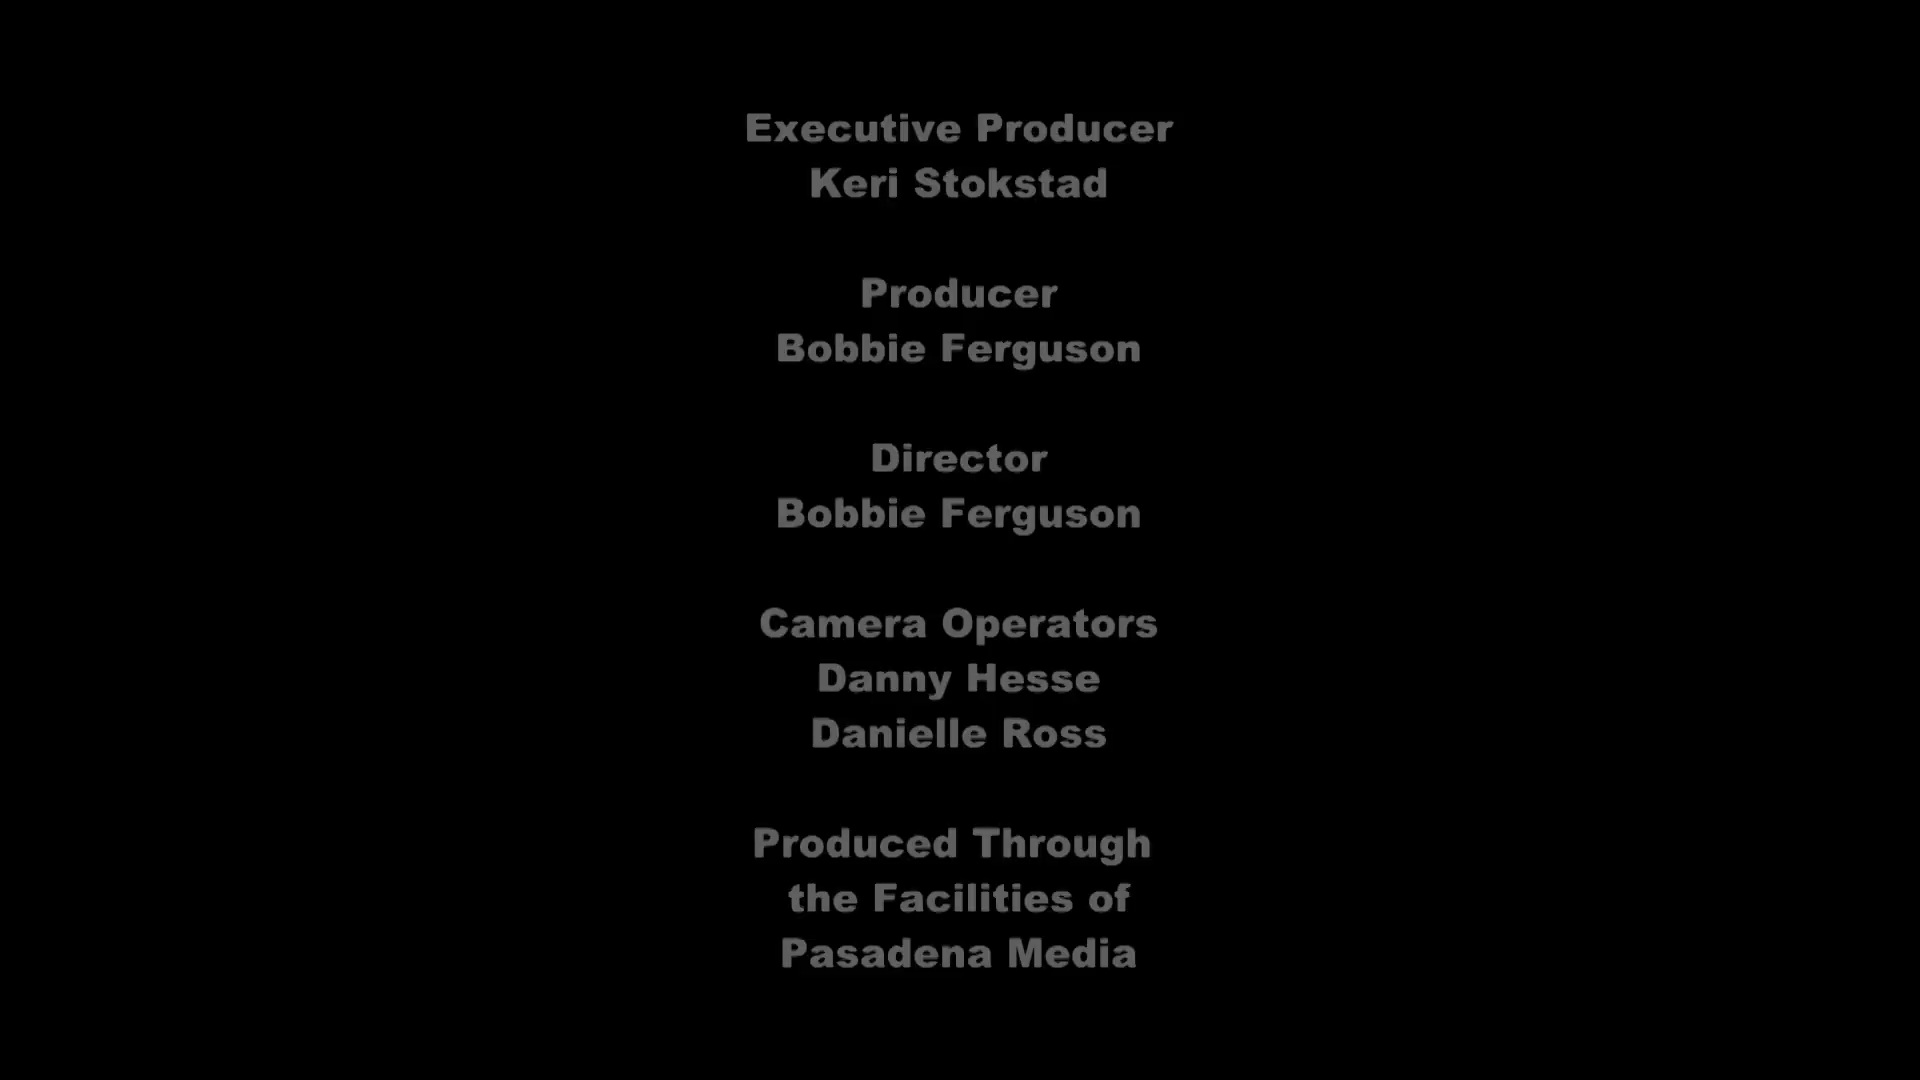 Executive Producer
Keri Stokstad
Producer
Bobbie Ferguson
Director
Bobbie Ferguson
Camera Operators
Danny Hesse
Danielle Ross
Produced Through
the Facilities of
Pasadena Media